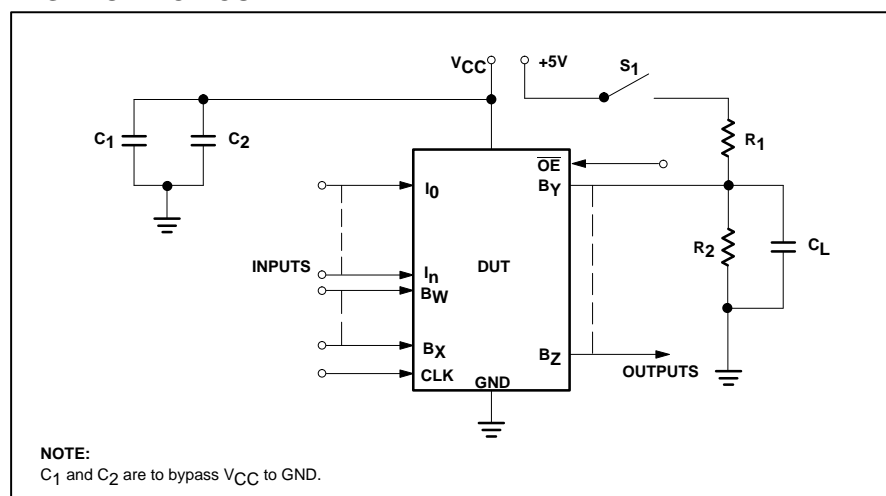 VCC
+5V
S1
C1
C2
R1
OE
BY
I0
R2
CL
INPUTS
In
DUT
BW
BX
BZ
CLK
GND
OUTPUTS
NOTE:
C1 and C2 are to bypass VCC to GND.